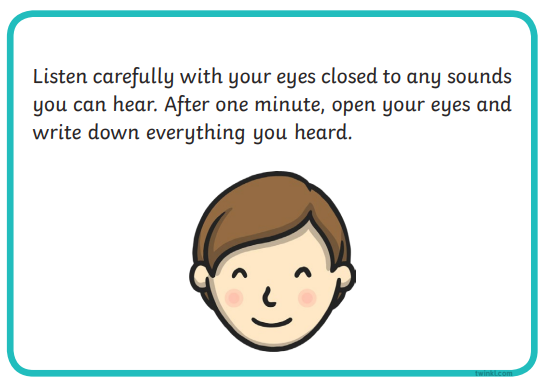 Listen carefully with your eyes closed to any sounds
you can hear. After one minute, open your eyes and
write down everything you heard.
twinkl.com